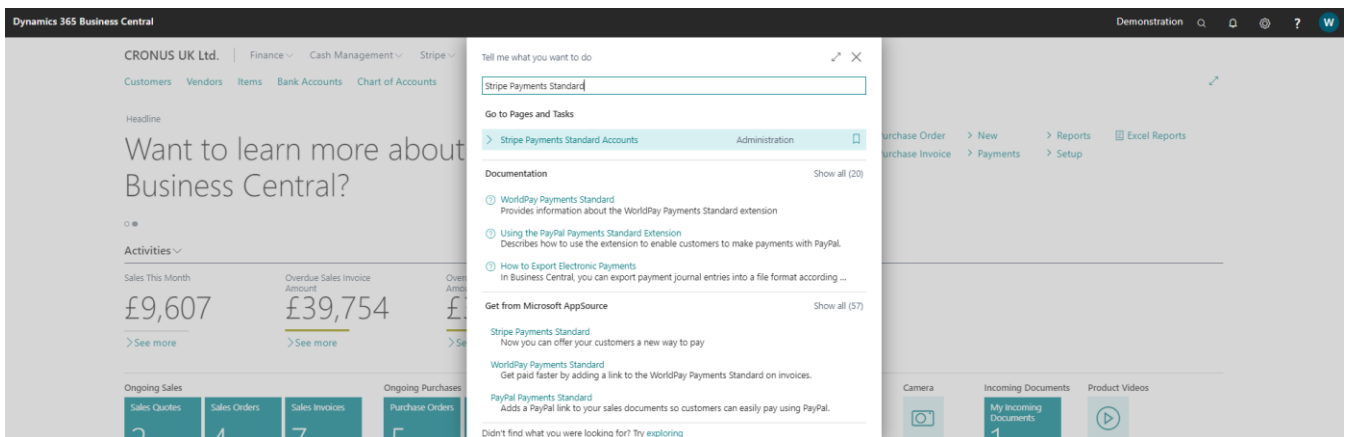 Dynamics 365 Business Central
Demonstration
?
W
CRONUS UK Ltd.
Finance
Cash Management
Stripe
Customers
Vendors
Items
Bank Accounts
Chart of Accounts
Headline
Want to learn more about
Business Central?
Activities
Sales This Month
£9,607
See more
Overdue Sales Invoice
Amount
£39,754
See more
Ongoing Sales
Sales Quotes
Sales Orders
Sales Invoices
Ongoing Purchases
Purchase Orders
Tell me what you want to do
Stripe Payments Standard
Go to Pages and Tasks
Stripe Payments Standard Accounts
Administration
Documentation
Show all (20)
WorldPay Payments Standard
Provides information about the WorldPay Payments Standard extension
Using the PayPal Payments Standard Extension
Describes how to use the extension to enable customers to make payments with PayPal.
How to Export Electronic Payments
In Business Central, you can export payment journal entries into a file format according ...
Get from Microsoft AppSource
Show all (57)
Stripe Payments Standard
Now you can offer your customers a new way to pay
WorldPay Payments Standard
Get paid faster by adding a link to the WorldPay Payments Standard on invoices.
PayPal Payments Standard
Adds a PayPal link to your sales documents so customers can easily pay using PayPal.
Didn't find what you were looking for? Try exploring
Order
New
Reports
Excel Reports
Invoice
Payments
Setup
Camera
Incoming Documents
My Incoming
Documents
Product Videos